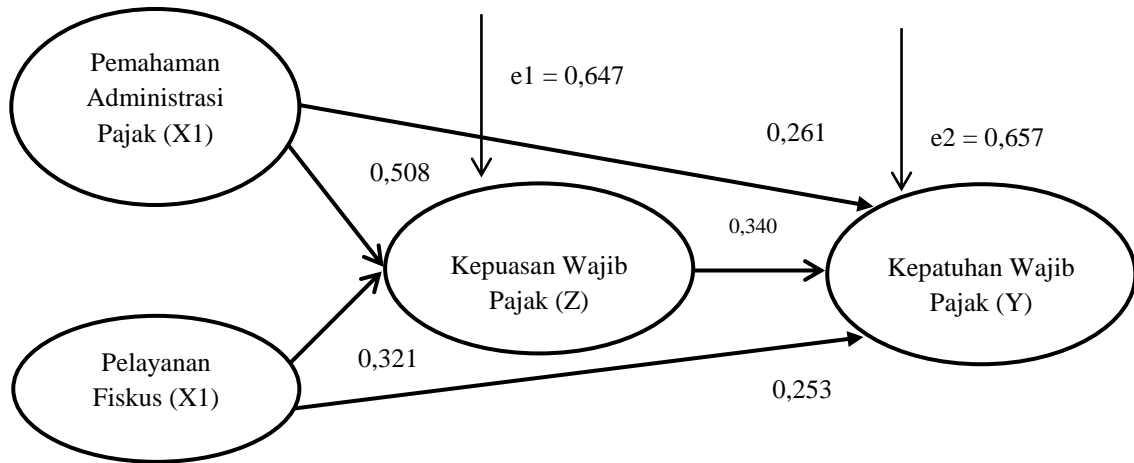 Pemahaman
Administrasi
Pajak (X1)
e1 = 0,647
0,261
e2 = 0,657
0,508
0,340
Kepuasan Wajib
Pajak (Z)
Kepatuhan Wajib
Pajak (Y)
Pelayanan
Fiskus (X1)
0,321
0,253